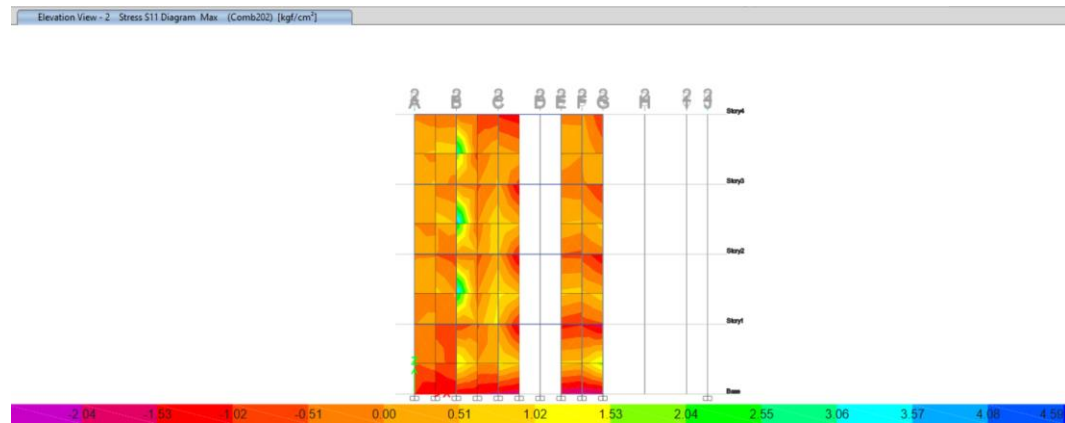 Elevation View - 2 Stress S11 Diagram Max (Comb202) [kgf/cm²]
2 2 2 2 2 2 2 2 2 2
A B C D E F G H I J
Story4
Story3
Story2
Story1
Base
-2.04 -1.53 -1.02 -0.51 0.00 0.51 1.02 1.53 2.04 2.55 3.06 3.57 4.08 4.59